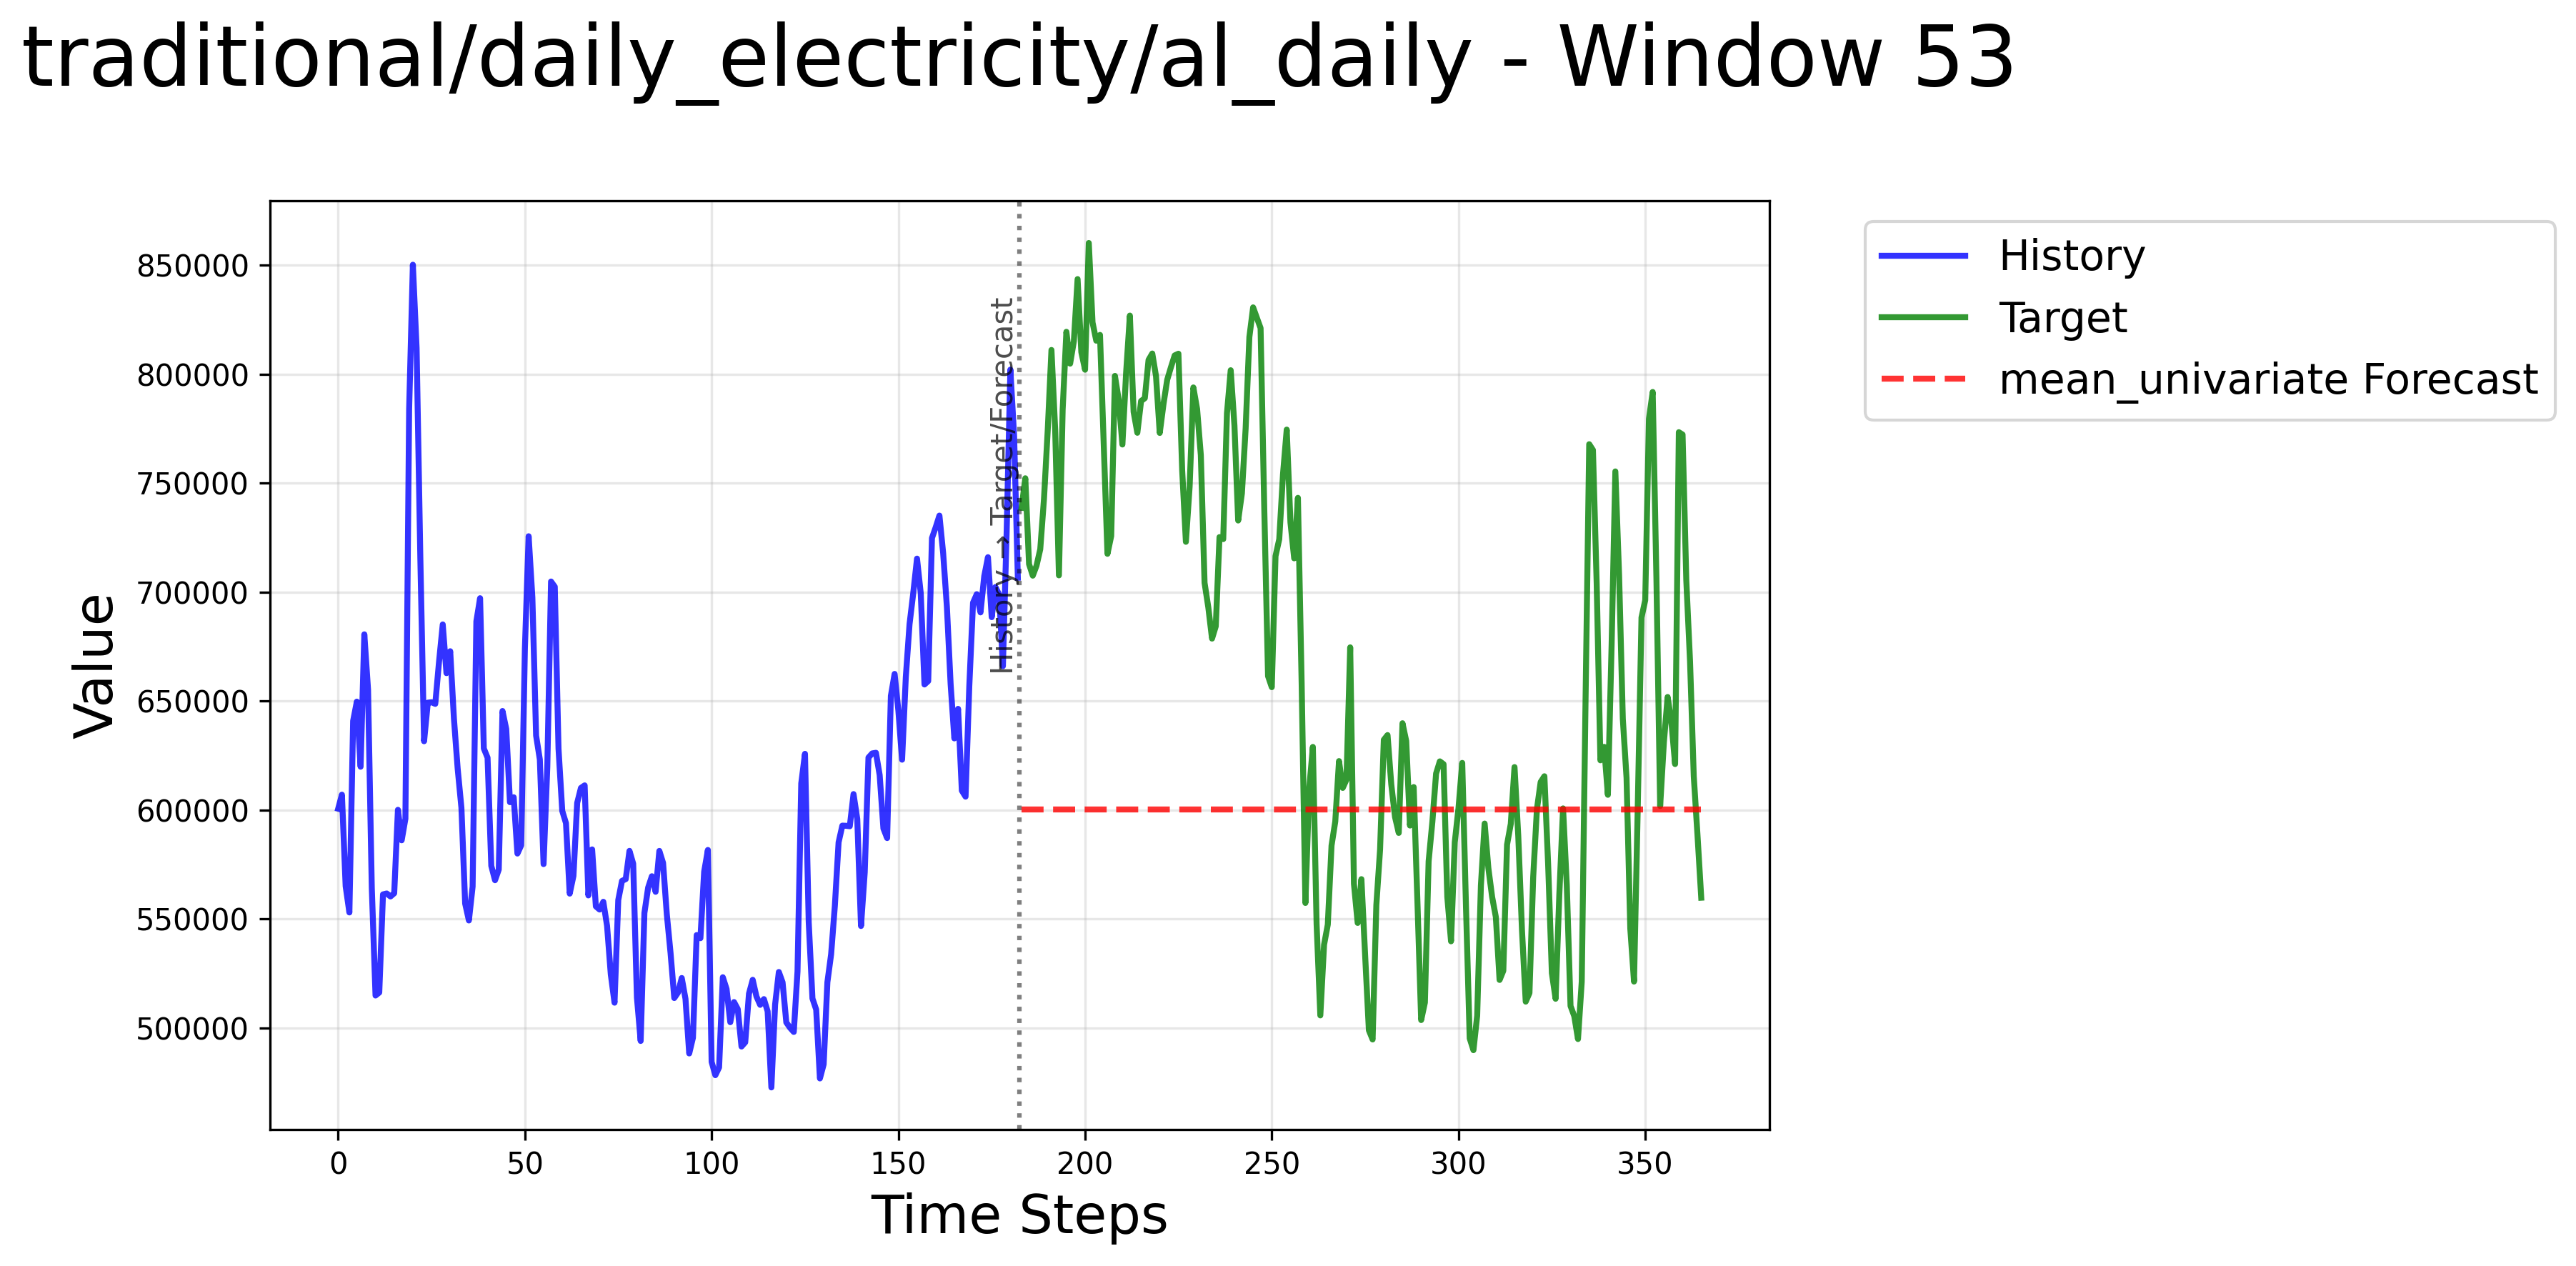 traditional/daily_electricity/al_daily - Window 53
History
Target
mean_univariate Forecast
History → Target/Forecast
Value
850000
800000
750000
700000
650000
600000
550000
500000
0 50 100 150 200 250 300 350
Time Steps